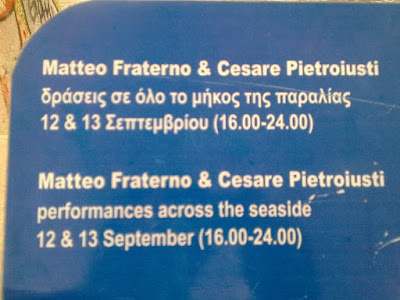 Matteo Fraterno & Cesare Pietroiusti
δράσεις σε όλο το μήκος της παραλίας
12 & 13 Σεπτεμβρίου (16.00-24.00)
Matteo Fraterno & Cesare Pietroiusti
performances across the seaside
12 & 13 September (16.00-24.00)